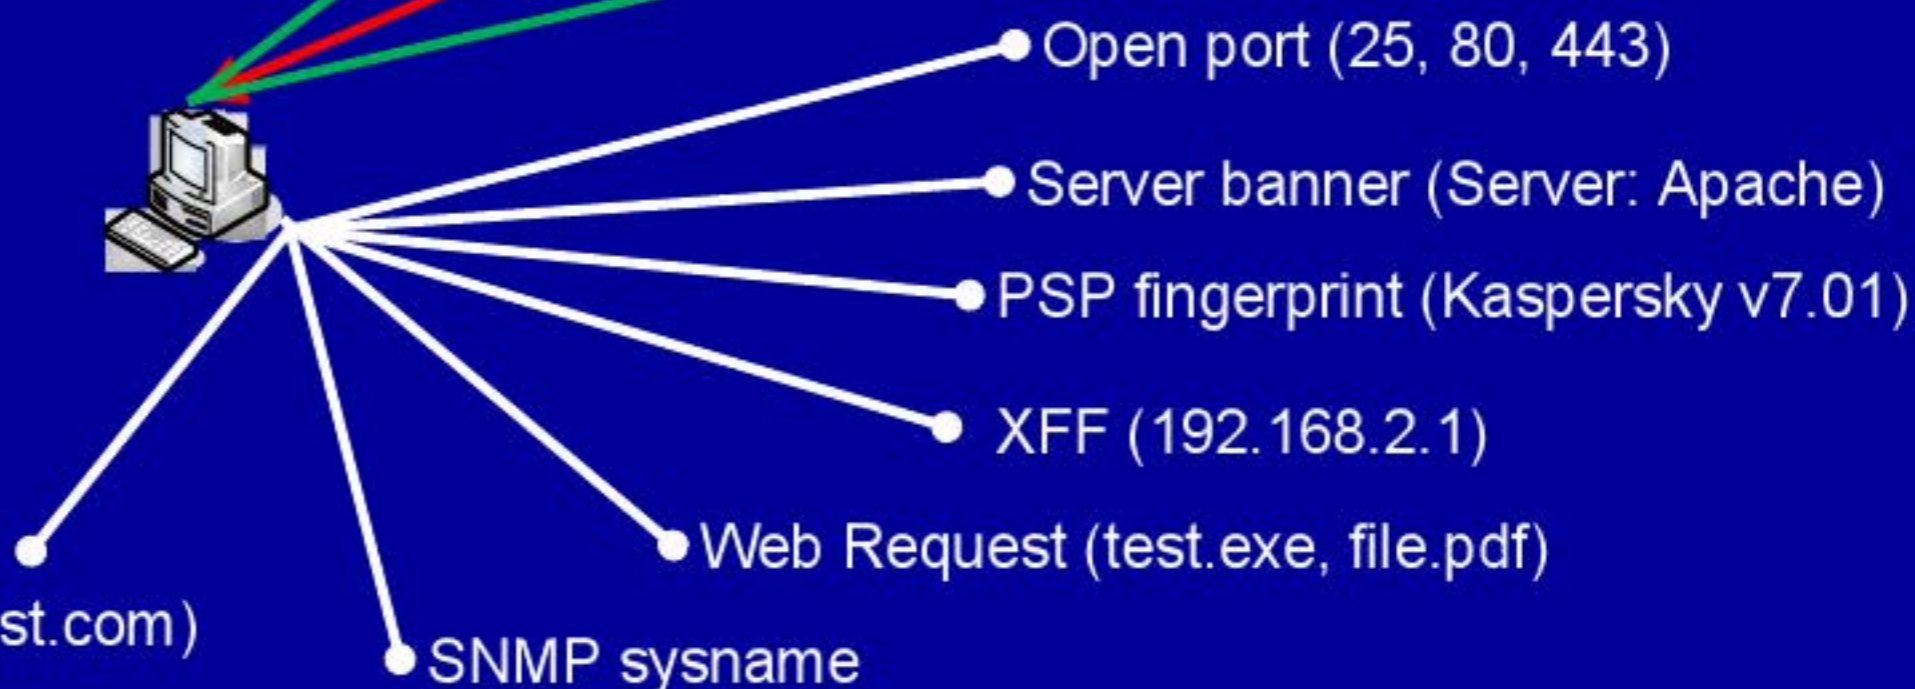 Open port (25, 80, 443)
Server banner (Server: Apache)
PSP fingerprint (Kaspersky v7.01)
XFF (192.168.2.1)
Web Request (test.exe, file.pdf)
st.com)
SNMP sysname